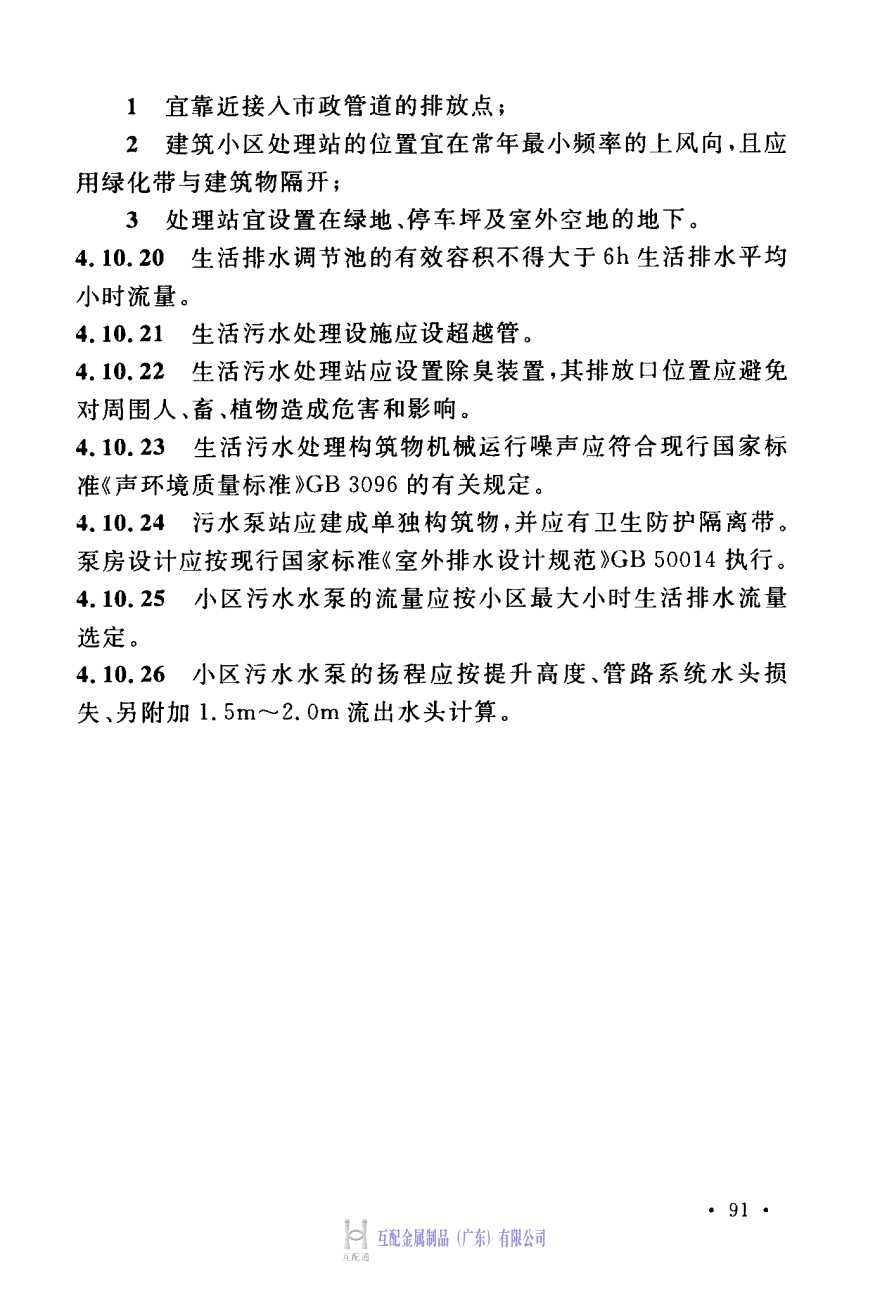 1 宜靠近接入市政管道的排放点；
2 建筑小区处理站的位置宜在常年最小频率的上风向，且应
用绿化带与建筑物隔开；
3 处理站宜设置在绿地、停车坪及室外空地的地下。
4.10.20 生活排水调节池的有效容积不得大于 6h 生活排水平均
小时流量。
4.10.21 生活污水处理设施应设超越管。
4.10.22 生活污水处理站应设置除臭装置，其排放口位置应避免
对周围人、畜、植物造成危害和影响。
4.10.23 生活污水处理构筑物机械运行噪声应符合现行国家标
准《声环境质量标准》GB 3096 的有关规定。
4.10.24 污水泵站应建成单独构筑物，并应有卫生防护隔离带。
泵房设计应按现行国家标准《室外排水设计规范》GB 50014 执行。
4.10.25 小区污水水泵的流量应按小区最大小时生活排水流量
选定。
4.10.26 小区污水水泵的扬程应按提升高度、管路系统水头损
失、另附加 1.5m～2.0m 流出水头计算。
• 91 •
互配金属制品（广东）有限公司
互配通